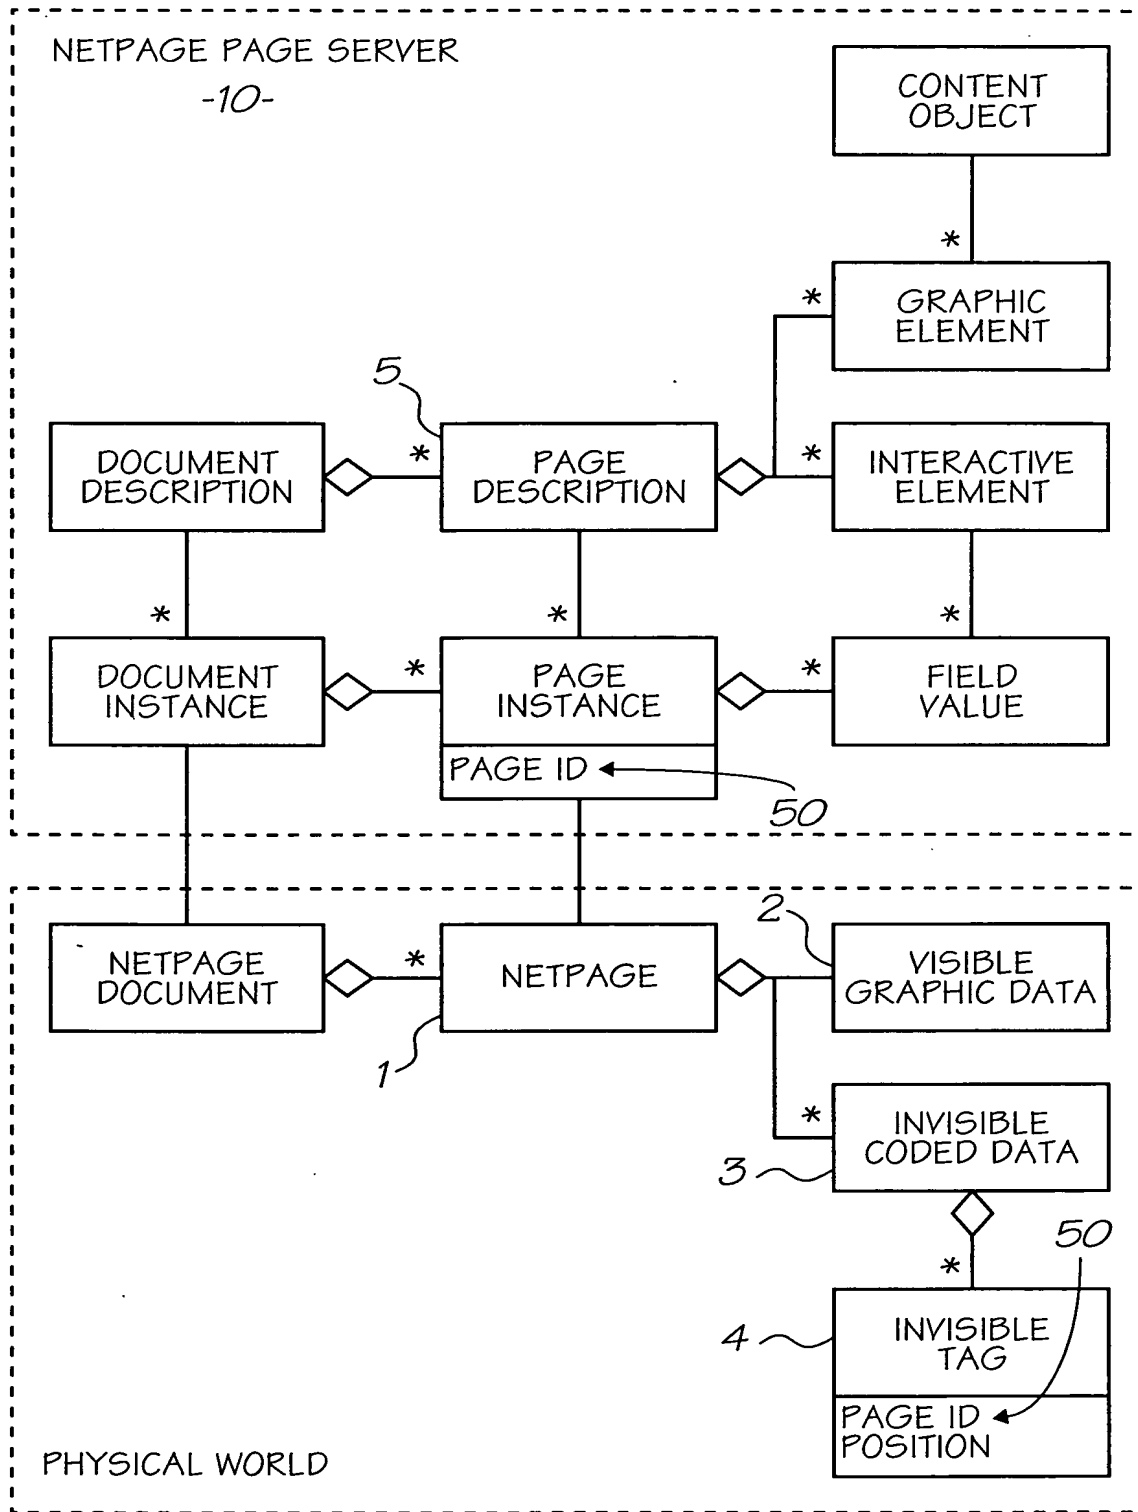 NETPAGE PAGE SERVER
-10-
CONTENT
OBJECT
*
*
GRAPHIC
ELEMENT
5
DOCUMENT
DESCRIPTION
*
PAGE
DESCRIPTION
*
INTERACTIVE
ELEMENT
*
*
*
DOCUMENT
INSTANCE
*
PAGE
INSTANCE
*
FIELD
VALUE
PAGE ID
50
2
NETPAGE
DOCUMENT
*
NETPAGE
VISIBLE
GRAPHIC DATA
1
*
INVISIBLE
CODED DATA
3
50
*
4
INVISIBLE
TAG
PAGE ID
POSITION
PHYSICAL WORLD